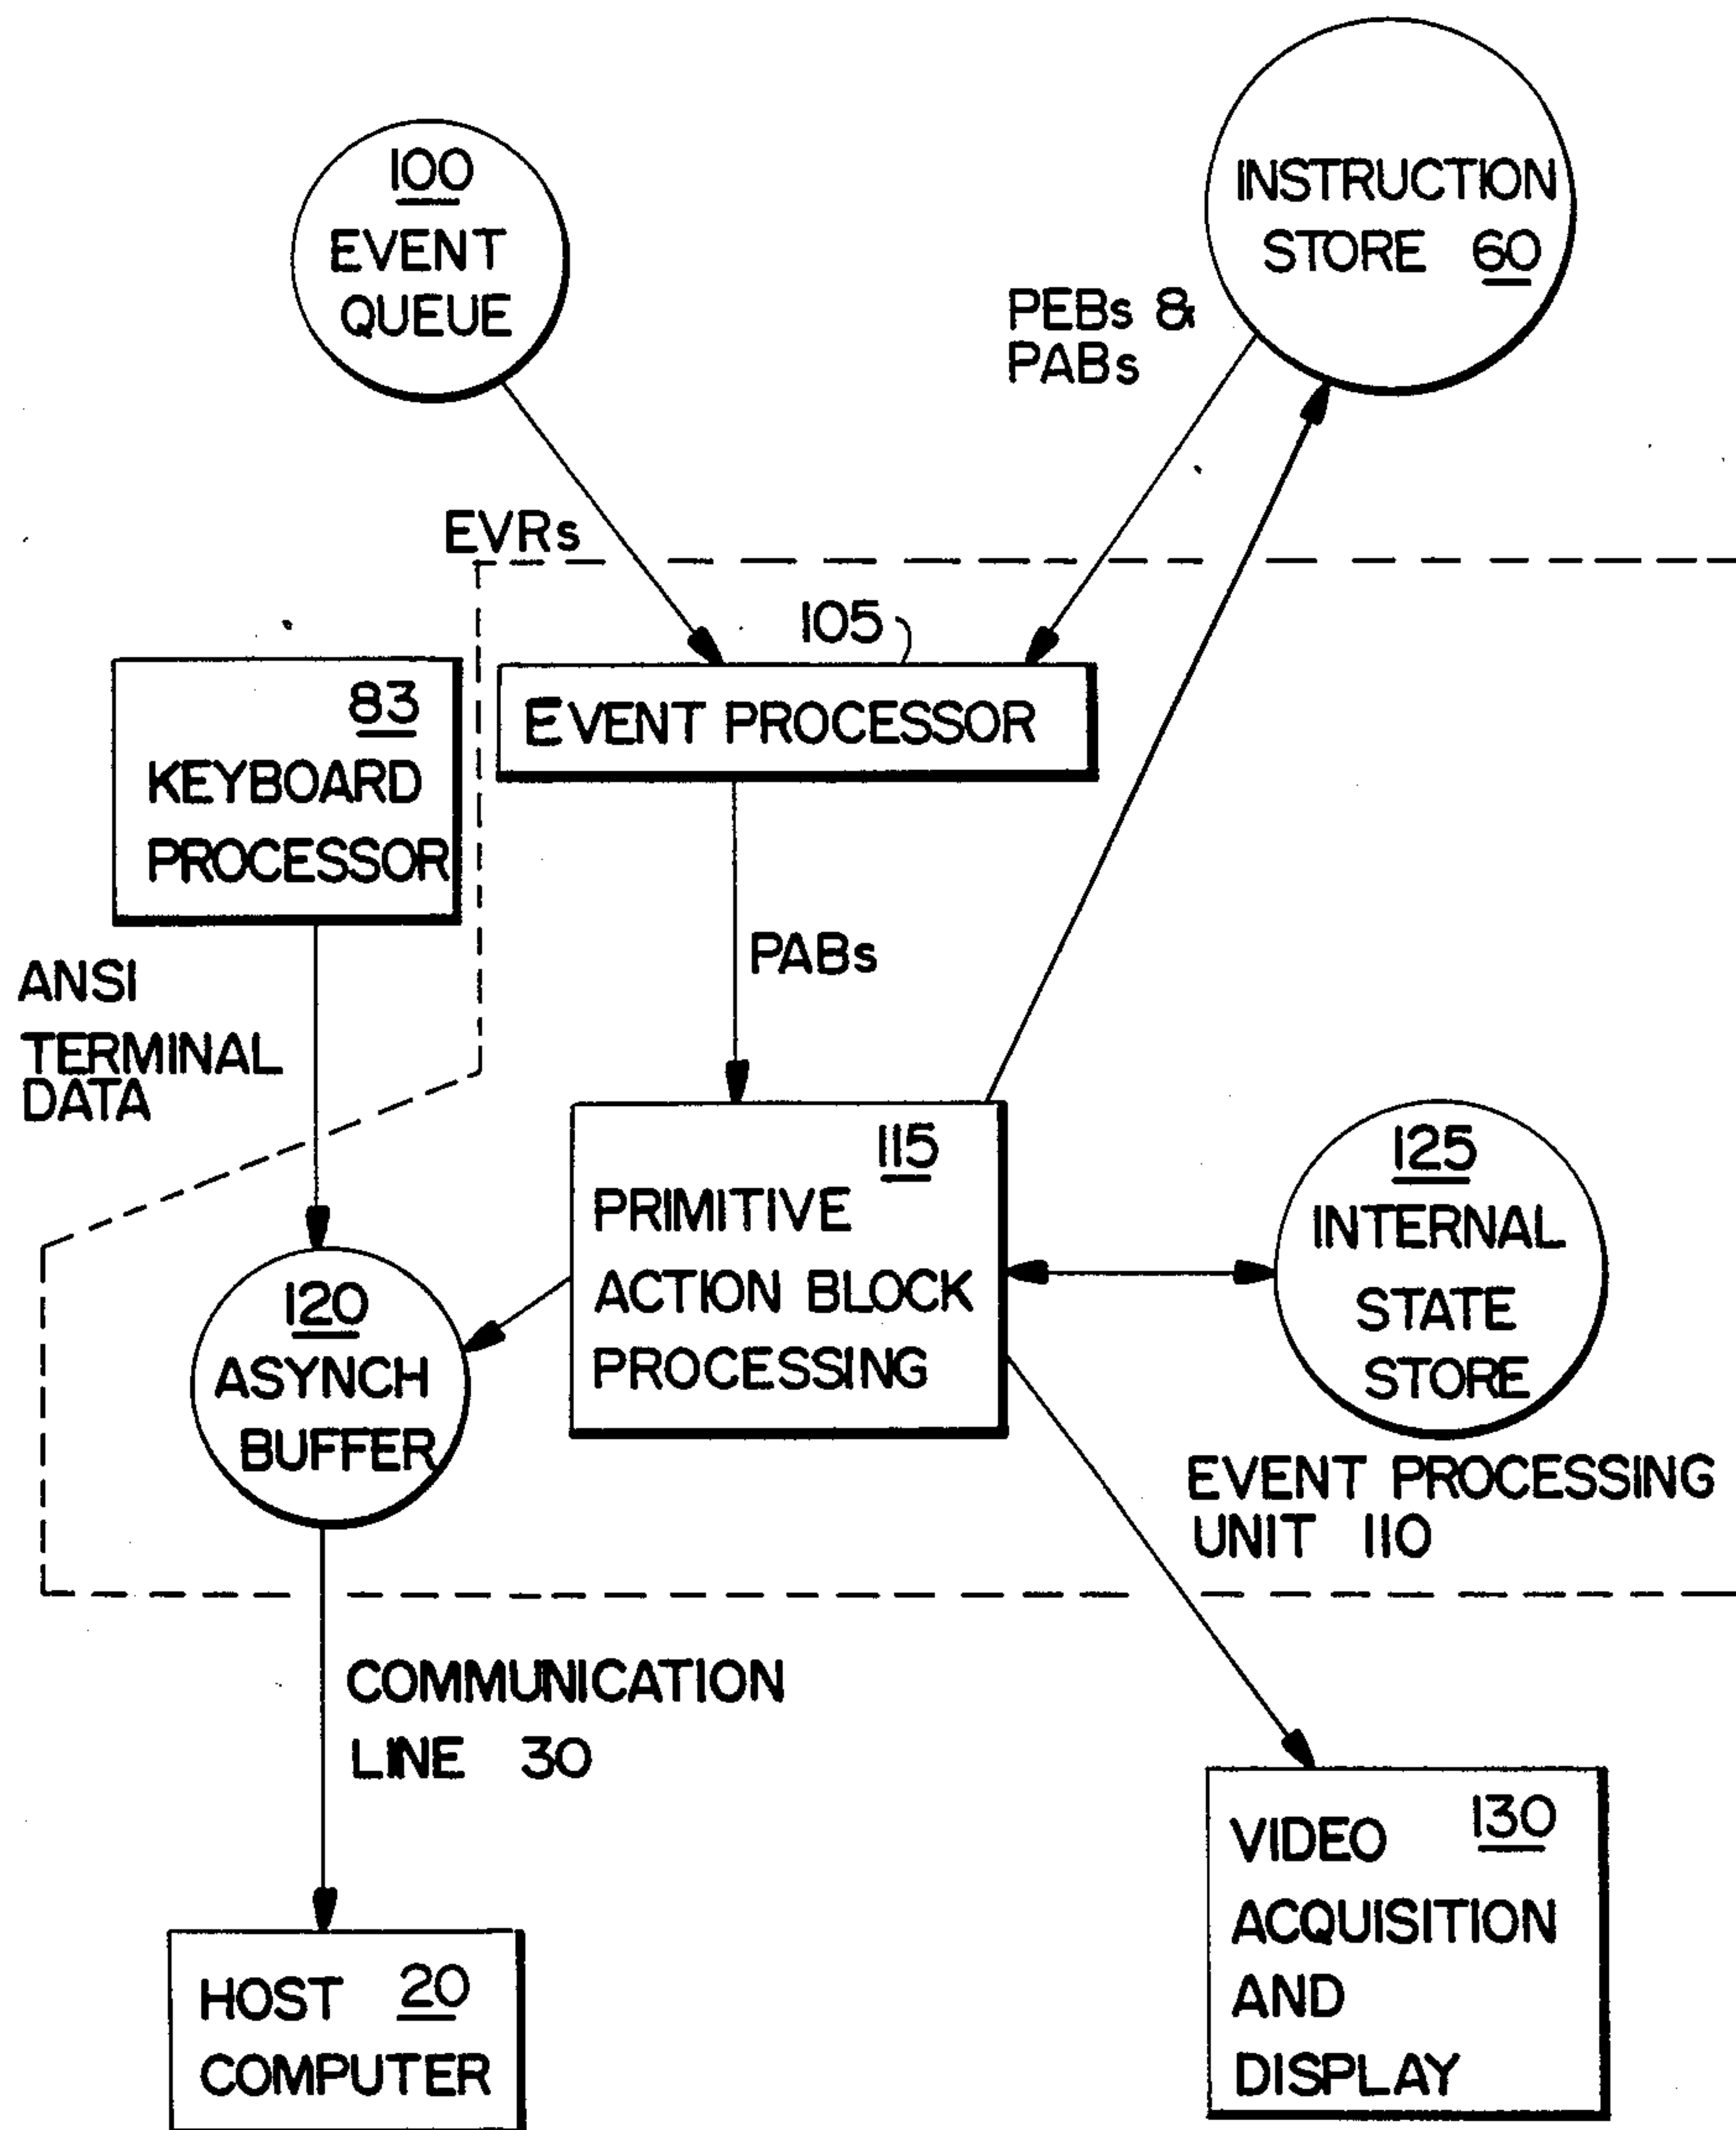 100
EVENT
QUEUE
INSTRUCTION
STORE 60
PEBs &
PABs
EVRs
105
EVENT PROCESSOR
83
KEYBOARD
PROCESSOR
PABs
ANSI
TERMINAL
DATA
115
PRIMITIVE
ACTION BLOCK
PROCESSING
125
INTERNAL
STATE
STORE
120
ASYNCH
BUFFER
EVENT PROCESSING
UNIT 110
COMMUNICATION
LINE 30
HOST 20
COMPUTER
VIDEO 130
ACQUISITION
AND
DISPLAY